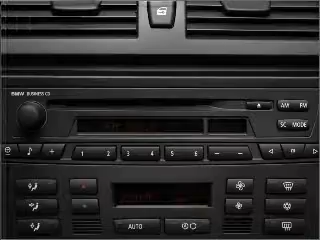 BMW BUSINESS CD
AM FM
SC MODE
1 2 3 4 5 6
AUTO